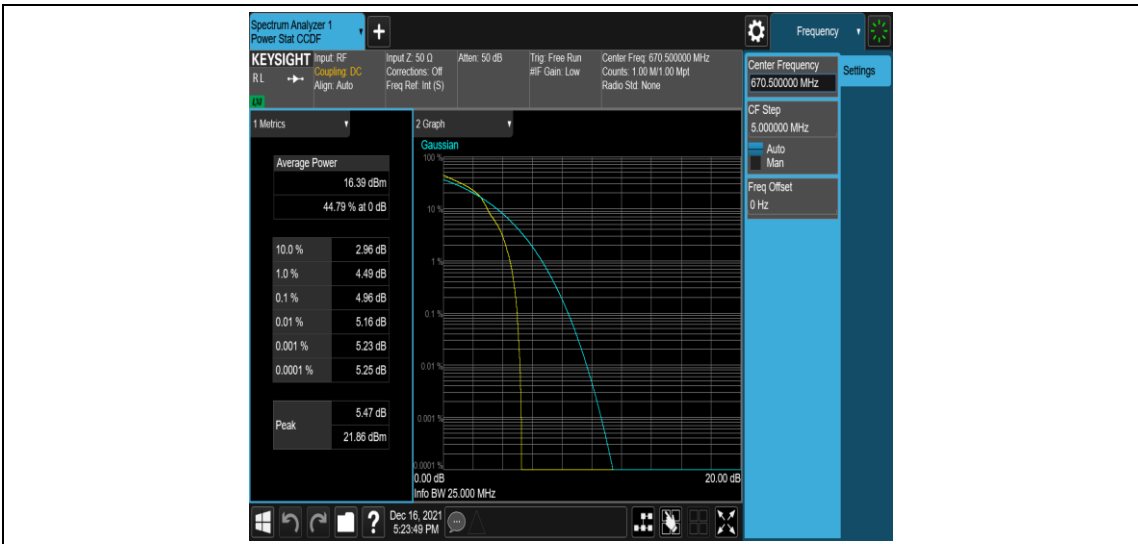 Spectrum Analyzer 1
Power Stat CCDF
+
Frequency
KEYSIGHT
RL
LXI
Input: RF
Coupling: DC
Align: Auto
Input Z: 50 Ω
Corrections: Off
Freq Ref: Int (S)
Atten: 50 dB
Trig: Free Run
#IF Gain: Low
Center Freq: 670.500000 MHz
Counts: 1.00 M/1.00 Mpt
Radio Std: None
Center Frequency
670.500000 MHz
Settings
CF Step
5.000000 MHz
Auto
Man
Freq Offset
0 Hz
1 Metrics
Average Power
16.39 dBm
44.79 % at 0 dB
10.0 % 2.96 dB
1.0 % 4.49 dB
0.1 % 4.96 dB
0.01 % 5.16 dB
0.001 % 5.23 dB
0.0001 % 5.25 dB
Peak
5.47 dB
21.86 dBm
2 Graph
Gaussian
100 %
10 %
1 %
0.1 %
0.01 %
0.001 %
0.0001 %
0.00 dB 20.00 dB
Info BW 25.000 MHz
?
Dec 16, 2021
5:23:49 PM